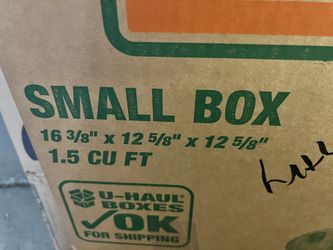 SMALL BOX
16 3/8" x 12 5/8" x 12 5/8"
1.5 CU FT
U-HAUL®
BOXES
✓OK
FOR SHIPPING